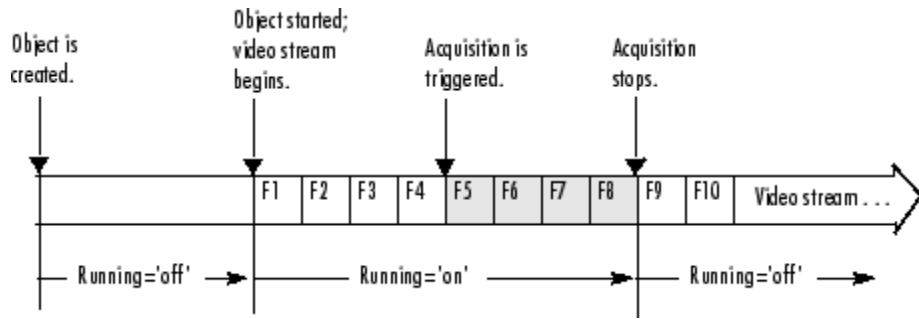 Object is
created.
Object started;
video stream
begins.
Acquisition is
triggered.
Acquisition
stops.
F1 F2 F3 F4 F5 F6 F7 F8 F9 F10 Video stream . . .
Running='off' Running='on' Running='off'